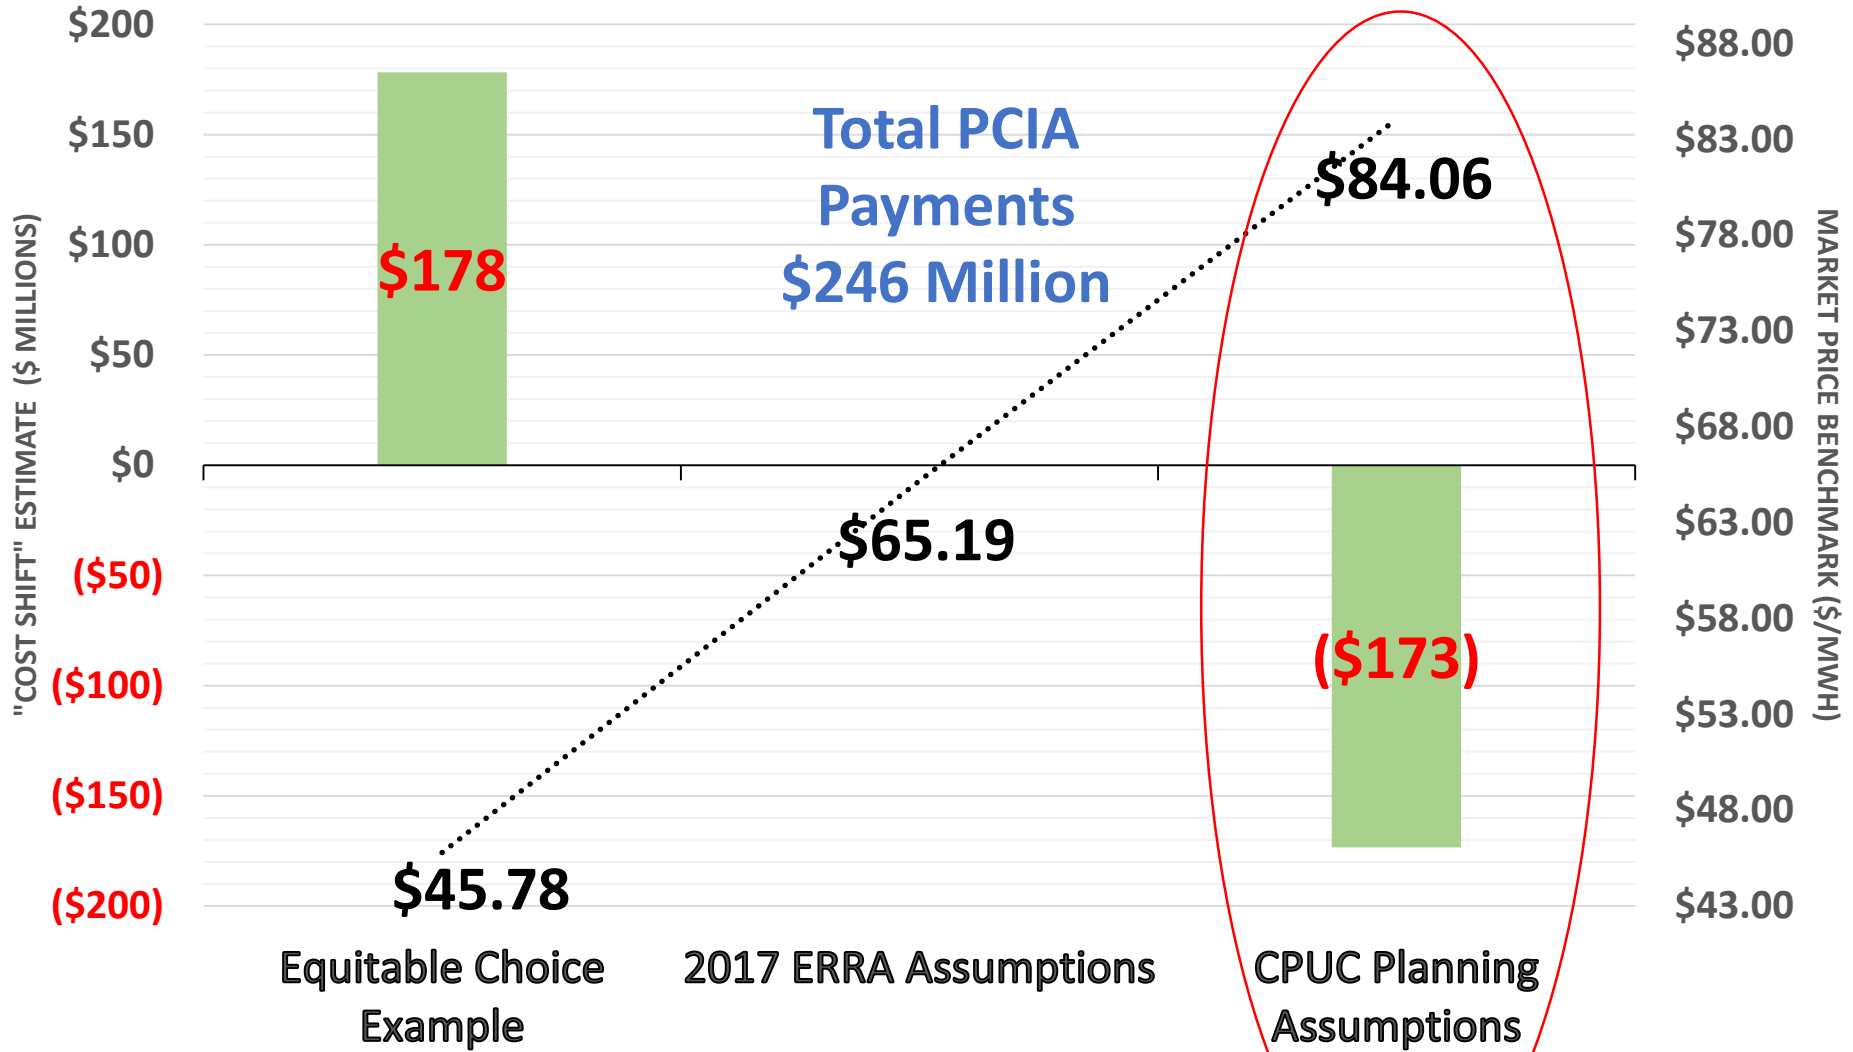 $200
$150
$100
$50
$0
($50)
($100)
($150)
($200)
"COST SHIFT" ESTIMATE ($ MILLIONS)
$88.00
$83.00
$78.00
$73.00
$68.00
$63.00
$58.00
$53.00
$48.00
$43.00
MARKET PRICE BENCHMARK ($/MWH)
Total PCIA
Payments
$246 Million
$178
$84.06
$65.19
($173)
$45.78
Equitable Choice
Example
2017 ERRA Assumptions
CPUC Planning
Assumptions